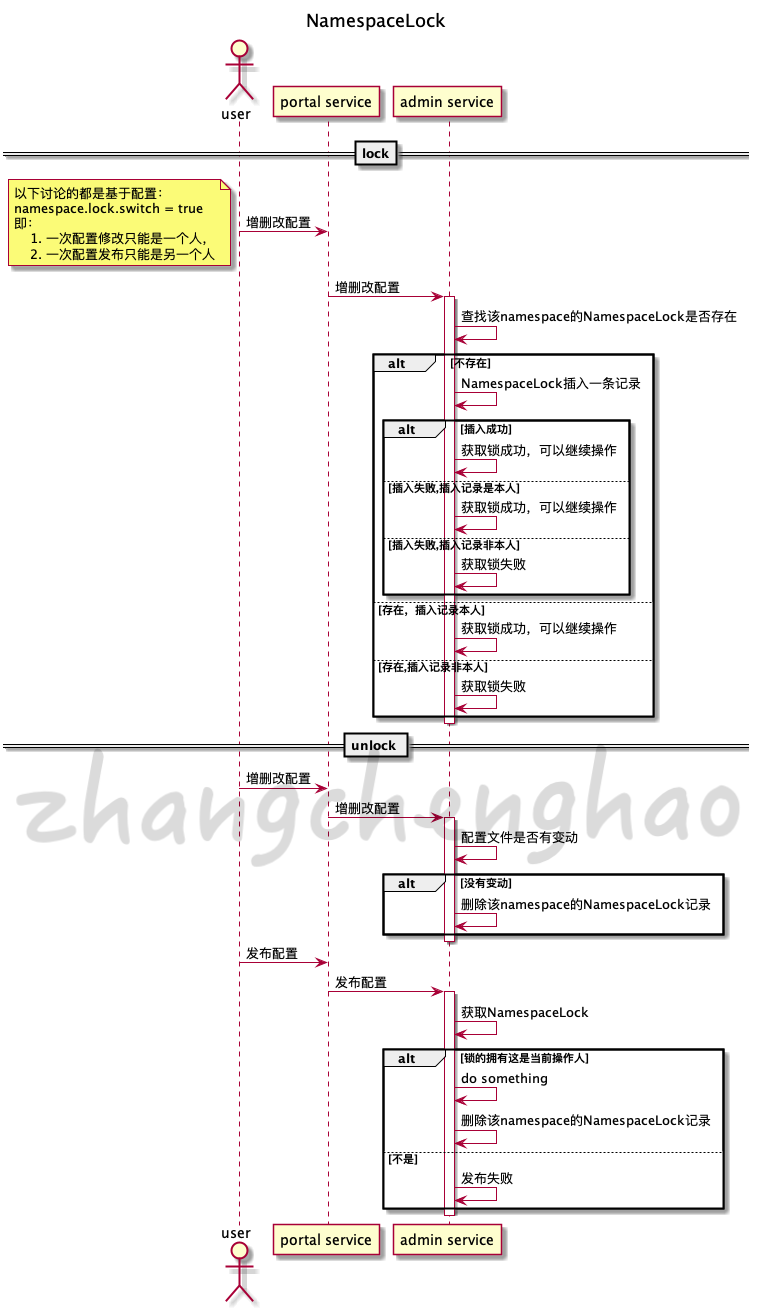 NamespaceLock
user
portal service
admin service
lock
以下讨论的都是基于配置：
namespace.lock.switch = true
即：
1. 一次配置修改只能是一个人，
2. 一次配置发布只能是另一个人
增删改配置
增删改配置
查找该namespace的NamespaceLock是否存在
alt
[不存在]
NamespaceLock插入一条记录
alt
[插入成功]
获取锁成功，可以继续操作
[插入失败,插入记录是本人]
获取锁成功，可以继续操作
[插入失败,插入记录非本人]
获取锁失败
[存在，插入记录本人]
获取锁成功，可以继续操作
[存在,插入记录非本人]
获取锁失败
unlock
zhangchenghao
增删改配置
增删改配置
配置文件是否有变动
alt
[没有变动]
删除该namespace的NamespaceLock记录
发布配置
发布配置
获取NamespaceLock
alt
[锁的拥有这是当前操作人]
do something
删除该namespace的NamespaceLock记录
[不是]
发布失败
user
portal service
admin service